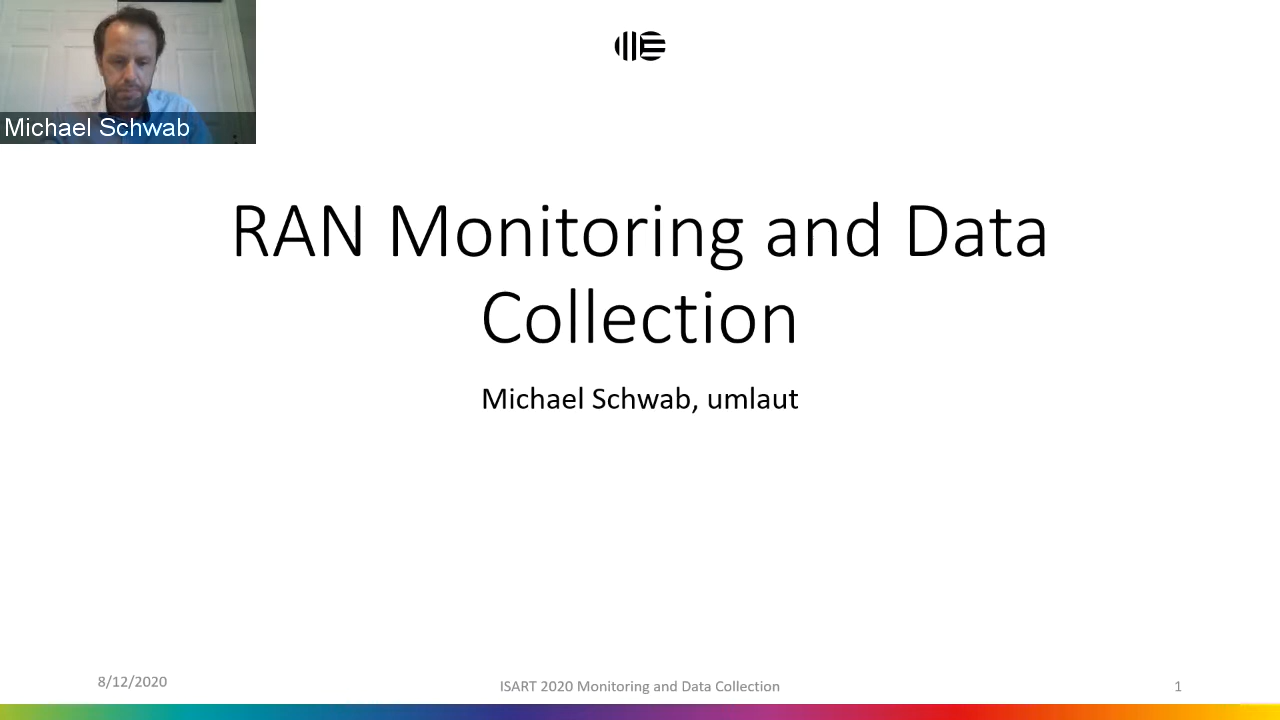 Michael Schwab
RAN Monitoring and Data
Collection
Michael Schwab, umlaut
8/12/2020
ISART 2020 Monitoring and Data Collection
1